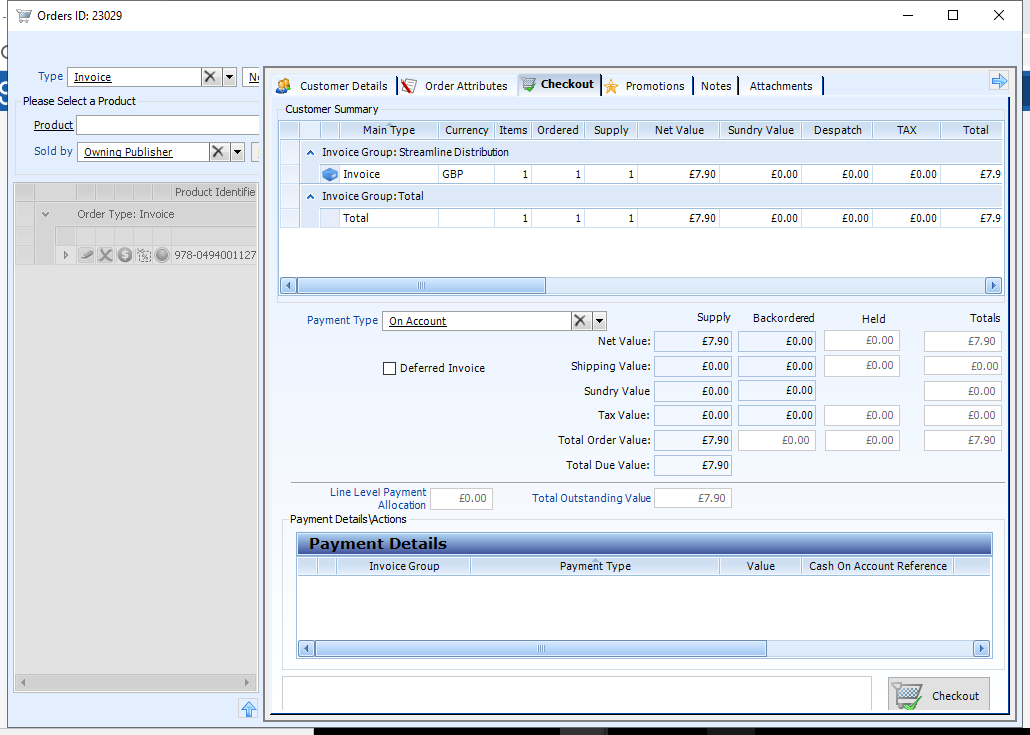 Orders ID: 23029
Type Invoice
Please Select a Product
Product
Sold by Owning Publisher
Product Identifie
Order Type: Invoice
978-0494001127
Customer Details Order Attributes Checkout Promotions Notes Attachments
Customer Summary
Main Type Currency Items Ordered Supply Net Value Sundry Value Despatch TAX Total
Invoice Group: Streamline Distribution
Invoice GBP 1 1 1 £7.90 £0.00 £0.00 £0.00 £7.9
Invoice Group: Total
Total 1 1 1 £7.90 £0.00 £0.00 £0.00 £7.9
Payment Type On Account
Deferred Invoice
Supply Backordered Held Totals
Net Value: £7.90 £0.00 £0.00 £7.90
Shipping Value: £0.00 £0.00 £0.00 £0.00
Sundry Value £0.00 £0.00 £0.00
Tax Value: £0.00 £0.00 £0.00 £0.00
Total Order Value: £7.90 £0.00 £0.00 £7.90
Total Due Value: £7.90
Line Level Payment
Allocation £0.00 Total Outstanding Value £7.90
Payment Details\Actions
Payment Details
Invoice Group Payment Type Value Cash On Account Reference
Checkout